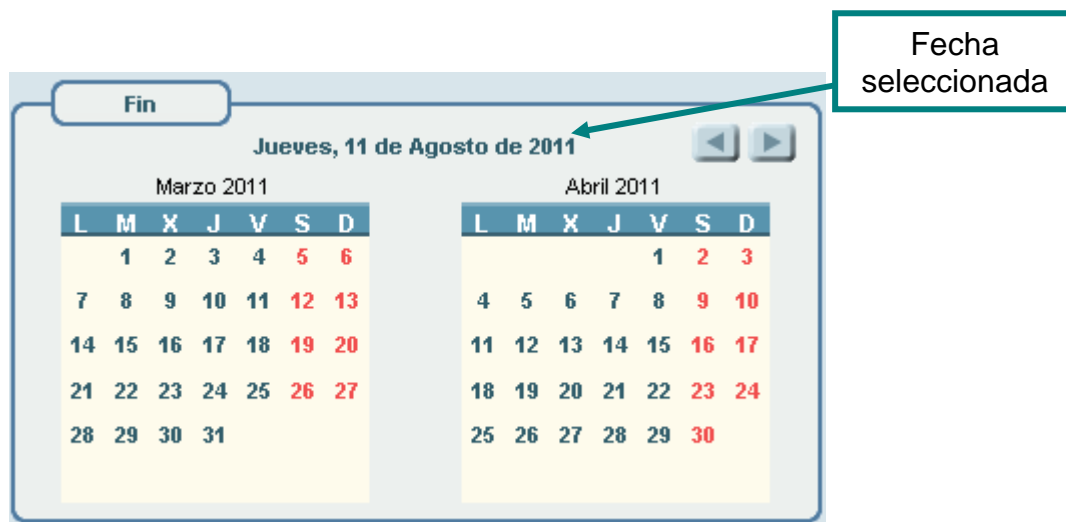 Fecha
seleccionada
Fin
Jueves, 11 de Agosto de 2011
Marzo 2011
L M X J V S D
1 2 3 4 5 6
7 8 9 10 11 12 13
14 15 16 17 18 19 20
21 22 23 24 25 26 27
28 29 30 31
Abril 2011
L M X J V S D
1 2 3
4 5 6 7 8 9 10
11 12 13 14 15 16 17
18 19 20 21 22 23 24
25 26 27 28 29 30